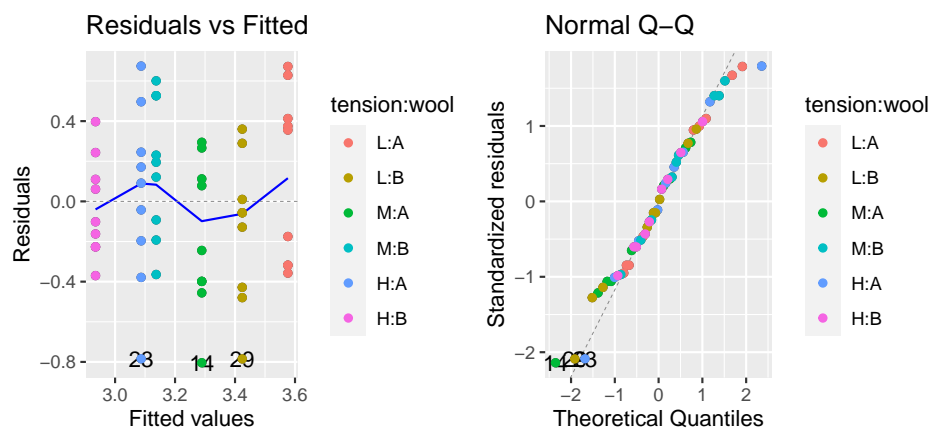 Residuals vs Fitted
Residuals
0.4
0.0
−0.4
−0.8
23
14
29
3.0
3.2
3.4
3.6
Fitted values
tension:wool
L:A
L:B
M:A
M:B
H:A
H:B
Normal Q−Q
Standardized residuals
1
0
−1
−2
14
−2
−1
0
1
2
Theoretical Quantiles
tension:wool
L:A
L:B
M:A
M:B
H:A
H:B